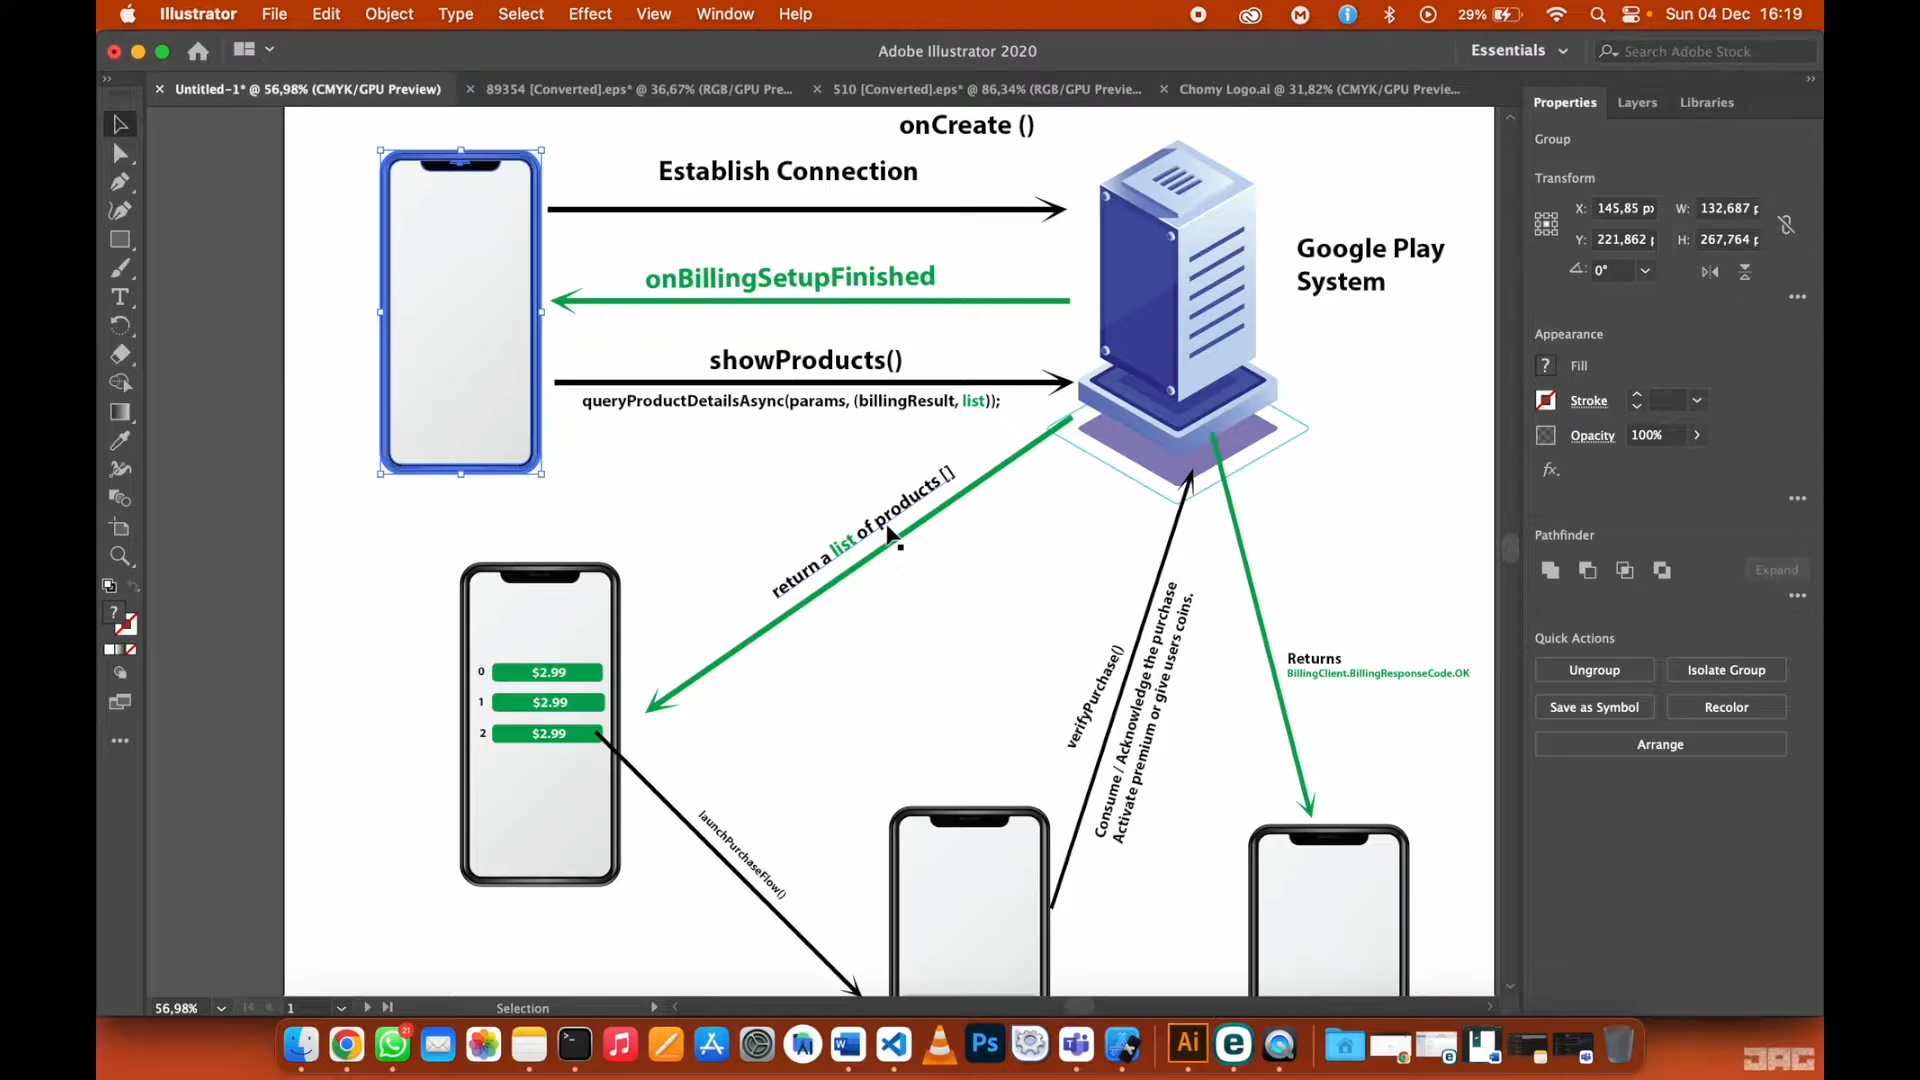 Illustrator File Edit Object Type Select Effect View Window Help
29% Sun 04 Dec 16:19
Adobe Illustrator 2020
Essentials
Search Adobe Stock
Untitled-1* @ 56,98% (CMYK/GPU Preview)
89354 [Converted].eps* @ 36,67% (RGB/GPU Pre...
510 [Converted].eps* @ 86,34% (RGB/GPU Previe...
Chomy Logo.ai @ 31,82% (CMYK/GPU Previe...
Properties Layers Libraries
Group
Transform
X: 145,85 px W: 132,687 p
Y: 221,862 p H: 267,764 p
0°
Appearance
? Fill
Stroke
Opacity 100%
fx.
Pathfinder
Expand
Quick Actions
Ungroup
Isolate Group
Save as Symbol
Recolor
Arrange
onCreate ()
Establish Connection
onBillingSetupFinished
Google Play
System
showProducts()
queryProductDetailsAsync(params, (billingResult, list));
return a list of products []
0 $2.99
1 $2.99
2 $2.99
launchPurchaseFlow()
verifyPurchase()
Consume / Acknowledge the purchase
Activate premium or give users coins.
Returns
BillingClient.BillingResponseCode.OK
?
56,98%
1
Selection
21
W
Ps
Ai
e
JAG